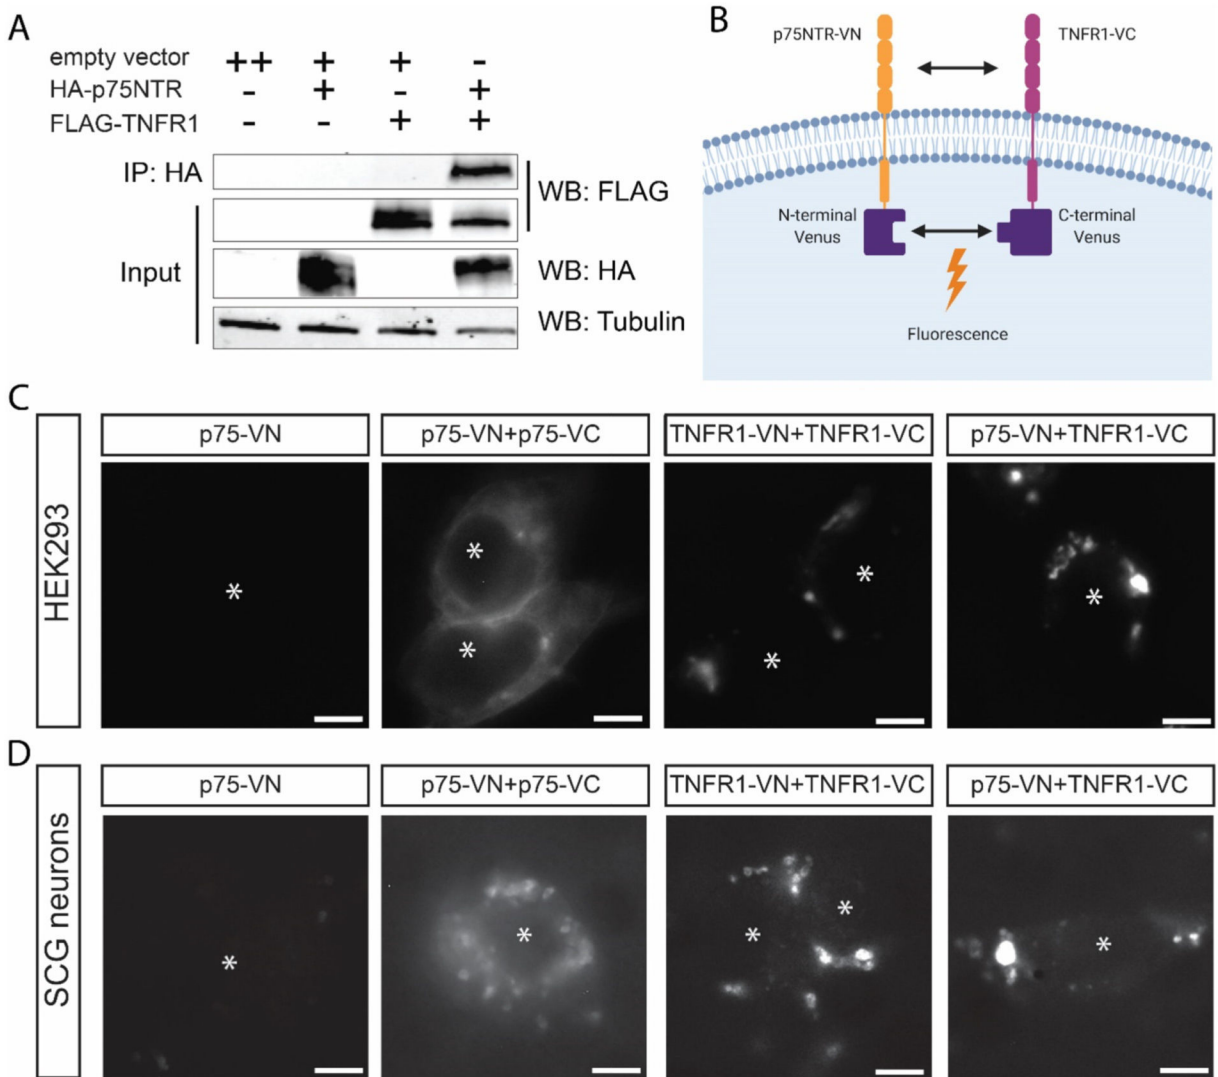 A
empty vector ++ + + -
HA-p75NTR - + - +
FLAG-TNFR1 - - + +
IP: HA
WB: FLAG
Input
WB: HA
WB: Tubulin
B
p75NTR-VN
TNFR1-VC
N-terminal
Venus
C-terminal
Venus
Fluorescence
C
HEK293
p75-VN
p75-VN+p75-VC
TNFR1-VN+TNFR1-VC
p75-VN+TNFR1-VC
*
*
*
*
*
*
D
SCG neurons
p75-VN
p75-VN+p75-VC
TNFR1-VN+TNFR1-VC
p75-VN+TNFR1-VC
*
*
*
*
*